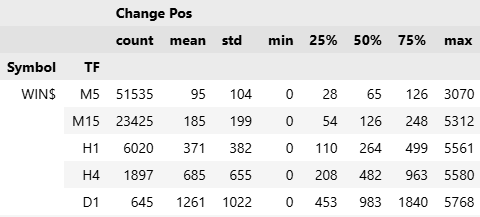 Change Pos
count mean std min 25% 50% 75% max
Symbol TF
WIN$ M5 51535 95 104 0 28 65 126 3070
M15 23425 185 199 0 54 126 248 5312
H1 6020 371 382 0 110 264 499 5561
H4 1897 685 655 0 208 482 963 5580
D1 645 1261 1022 0 453 983 1840 5768